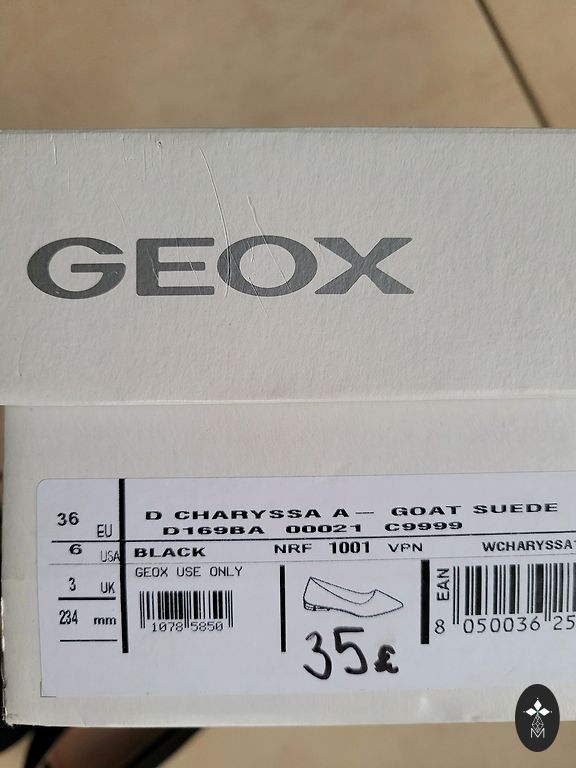 GEOX
36 EU
6 USA
3 UK
234 mm
D CHARYSSA A — GOAT SUEDE
D169BA 00021 C9999
BLACK NRF 1001 VPN WCHARYSSA
GEOX USE ONLY
1078 5850
35€
EAN
8 050036 25
M